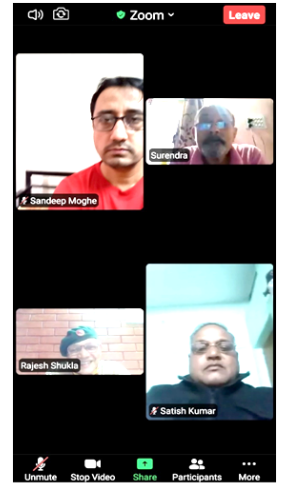 Zoom
Leave
Sandeep Moghe
Surendra
Rajesh Shukla
Satish Kumar
Unmute
Stop Video
Share
Participants
More